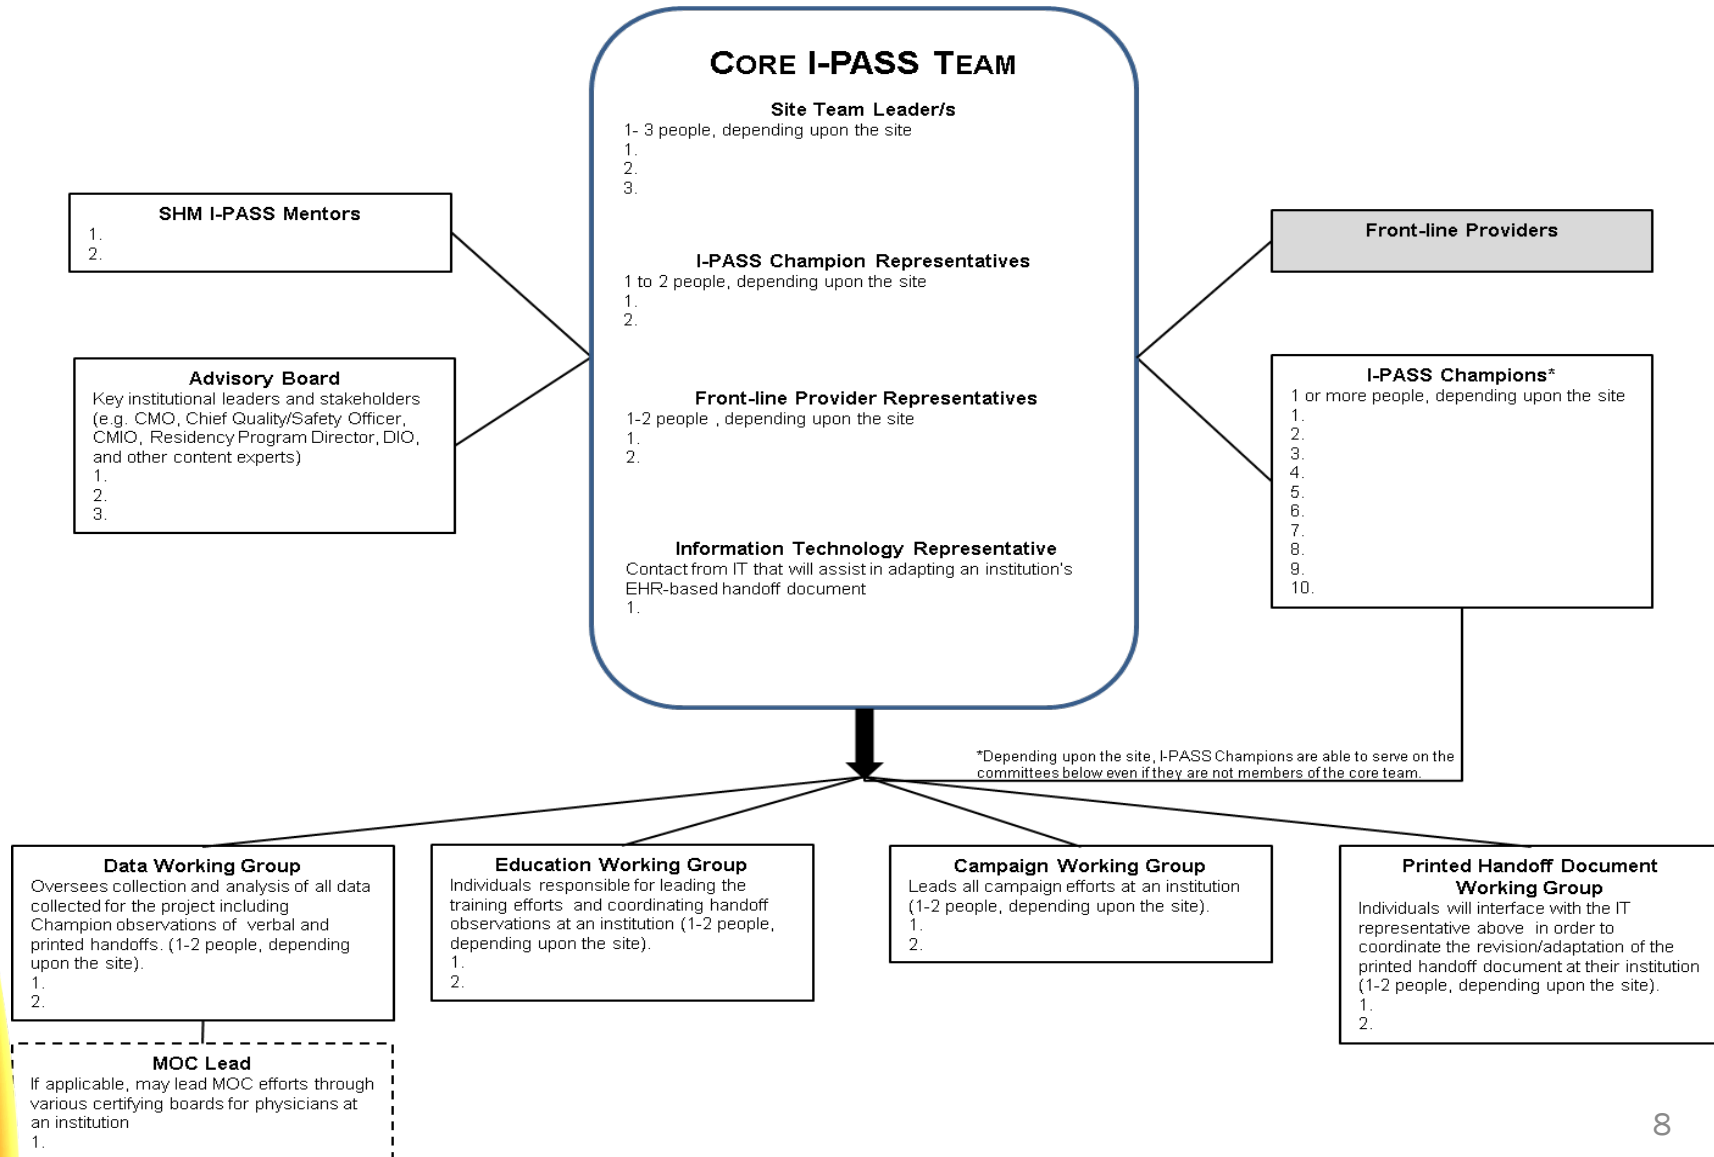 CORE I-PASS TEAM
Site Team Leader/s
1- 3 people, depending upon the site
1.
2.
3.
I-PASS Champion Representatives
1 to 2 people, depending upon the site
1.
2.
Front-line Provider Representatives
1-2 people , depending upon the site
1.
2.
Information Technology Representative
Contact from IT that will assist in adapting an institution's
EHR-based handoff document
1.
SHM I-PASS Mentors
1.
2.
Advisory Board
Key institutional leaders and stakeholders
(e.g. CMO, Chief Quality/Safety Officer,
CMIO, Residency Program Director, DIO,
and other content experts)
1.
2.
3.
Front-line Providers
I-PASS Champions*
1 or more people, depending upon the site
1.
2.
3.
4.
5.
6.
7.
8.
9.
10.
*Depending upon the site, I-PASS Champions are able to serve on the
committees below even if they are not members of the core team.
Data Working Group
Oversees collection and analysis of all data
collected for the project including
Champion observations of verbal and
printed handoffs. (1-2 people, depending
upon the site).
1.
2.
MOC Lead
If applicable, may lead MOC efforts through
various certifying boards for physicians at
an institution
1.
Education Working Group
Individuals responsible for leading the
training efforts and coordinating handoff
observations at an institution (1-2 people,
depending upon the site).
1.
2.
Campaign Working Group
Leads all campaign efforts at an institution
(1-2 people, depending upon the site).
1.
2.
Printed Handoff Document
Working Group
Individuals will interface with the IT
representative above in order to
coordinate the revision/adaptation of the
printed handoff document at their institution
(1-2 people, depending upon the site).
1.
2.
8